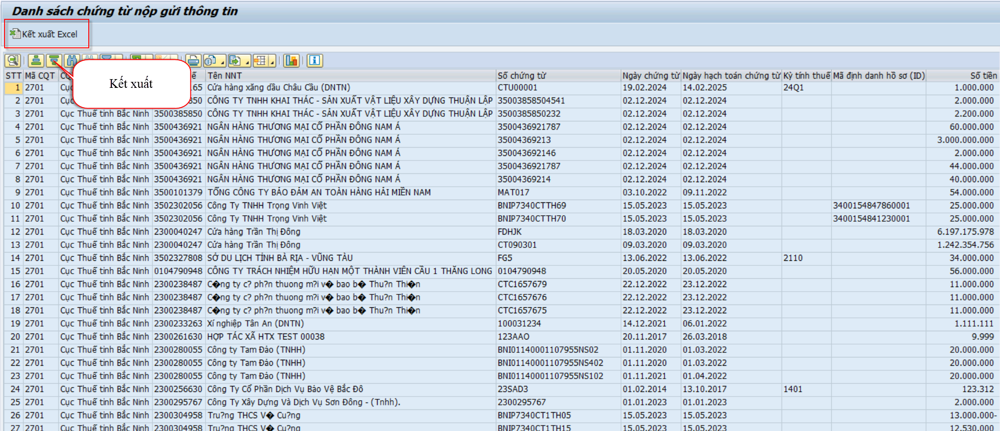 Danh sách chứng từ nộp gửi thông tin
Kết xuất Excel
Kết xuất
STT Mã CQT Tên NNT Số chứng từ Ngày chứng từ Ngày hạch toán chứng từ Kỳ tính thuế Mã định danh hồ sơ (ID) Số tiền
1 2701 Cục 165 Cửa hàng xăng dầu Châu Cầu (DNTN) CTU00001 19.02.2024 14.02.2025 24Q1 1.000.000
2 2701 Cục 850 CÔNG TY TNHH KHAI THÁC - SẢN XUẤT VẬT LIỆU XÂY DỰNG THUẬN LẬP 35003858504541 02.12.2024 02.12.2024 2.000.000
3 2701 Cục Thuế tỉnh Bắc Ninh 3500385850 CÔNG TY TNHH KHAI THÁC - SẢN XUẤT VẬT LIỆU XÂY DỰNG THUẬN LẬP 3500385850232 02.12.2024 02.12.2024 2.200.000
4 2701 Cục Thuế tỉnh Bắc Ninh 3500436921 NGÂN HÀNG THƯƠNG MẠI CỔ PHẦN ĐÔNG NAM Á 3500436921787 02.12.2024 02.12.2024 60.000.000
5 2701 Cục Thuế tỉnh Bắc Ninh 3500436921 NGÂN HÀNG THƯƠNG MẠI CỔ PHẦN ĐÔNG NAM Á 35004369213 02.12.2024 02.12.2024 3.000.000.000
6 2701 Cục Thuế tỉnh Bắc Ninh 3500436921 NGÂN HÀNG THƯƠNG MẠI CỔ PHẦN ĐÔNG NAM Á 350043692146 02.12.2024 02.12.2024 2.000.000
7 2701 Cục Thuế tỉnh Bắc Ninh 3500436921 NGÂN HÀNG THƯƠNG MẠI CỔ PHẦN ĐÔNG NAM Á 3500436921787 02.12.2024 02.12.2024 44.000.000
8 2701 Cục Thuế tỉnh Bắc Ninh 3500436921 NGÂN HÀNG THƯƠNG MẠI CỔ PHẦN ĐÔNG NAM Á 35004369214 02.12.2024 02.12.2024 40.000.000
9 2701 Cục Thuế tỉnh Bắc Ninh 3500101379 TỔNG CÔNG TY BẢO ĐẢM AN TOÀN HÀNG HẢI MIỀN NAM MAT017 03.10.2022 09.11.2022 54.000.000
10 2701 Cục Thuế tỉnh Bắc Ninh 3502302056 Công Ty TNHH Trọng Vinh Việt BNIP7340CTTH69 15.05.2023 15.05.2023 3400154847860001 25.000.000
11 2701 Cục Thuế tỉnh Bắc Ninh 3502302056 Công Ty TNHH Trọng Vinh Việt BNIP7340CTTH70 15.05.2023 15.05.2023 3400154841230001 25.000.000
12 2701 Cục Thuế tỉnh Bắc Ninh 2300040247 Cửa hàng Trần Thị Đông FDHJK 18.03.2020 18.03.2020 6.197.175.978
13 2701 Cục Thuế tỉnh Bắc Ninh 2300040247 Cửa hàng Trần Thị Đông CT090301 09.03.2020 09.03.2020 1.242.354.756
14 2701 Cục Thuế tỉnh Bắc Ninh 3502327808 SỞ DU LỊCH TỈNH BÀ RỊA - VŨNG TÀU FG5 13.06.2022 13.06.2022 2110 34.000.000
15 2701 Cục Thuế tỉnh Bắc Ninh 0104790948 CÔNG TY TRÁCH NHIỆM HỮU HẠN MỘT THÀNH VIÊN CẦU 1 THĂNG LONG 0104790948 20.05.2020 20.05.2020 56.000.000
16 2701 Cục Thuế tỉnh Bắc Ninh 2300238487 C�ng ty c? ph?n thuong m?i v� bao b� Thu?n Thi�n CTC1657679 22.12.2022 23.12.2022 11.000.000
17 2701 Cục Thuế tỉnh Bắc Ninh 2300238487 C�ng ty c? ph?n thuong m?i v� bao b� Thu?n Thi�n CTC1657676 22.12.2022 23.12.2022 11.000.000
18 2701 Cục Thuế tỉnh Bắc Ninh 2300238487 C�ng ty c? ph?n thuong m?i v� bao b� Thu?n Thi�n CTC1657675 22.12.2022 23.12.2022 11.000.000
19 2701 Cục Thuế tỉnh Bắc Ninh 2300233263 Xí nghiệp Tân An (DNTN) 100031234 14.12.2021 06.01.2022 1.111.111
20 2701 Cục Thuế tỉnh Bắc Ninh 2300261630 HỢP TÁC XÃ HTX TEST 00038 123AAO 20.11.2017 26.03.2018 9.999
21 2701 Cục Thuế tỉnh Bắc Ninh 2300280055 Công ty Tam Đảo (TNHH) BNI01140001107955NS02 01.11.2020 01.03.2022 20.000.000
22 2701 Cục Thuế tỉnh Bắc Ninh 2300280055 Công ty Tam Đảo (TNHH) BNI01140001107955NS402 01.11.2020 01.03.2022 20.000.000
23 2701 Cục Thuế tỉnh Bắc Ninh 2300280055 Công ty Tam Đảo (TNHH) BNI01140001107955NS102 01.11.2021 01.04.2022 20.000.000
24 2701 Cục Thuế tỉnh Bắc Ninh 2300256630 Công Ty Cổ Phần Dịch Vụ Bảo Vệ Bắc Đô 23SAD3 01.02.2014 13.10.2017 1401 123.312
25 2701 Cục Thuế tỉnh Bắc Ninh 2300295767 Công Ty Xây Dựng Và Dịch Vụ Sơn Đông - (Tnhh). 2300295767 01.01.2023 01.01.2023 2.000.000
26 2701 Cục Thuế tỉnh Bắc Ninh 2300304958 Tru?ng THCS V� Cu?ng BNIP7340CT1TH05 15.05.2023 15.05.2023 13.000.000-
27 2701 Cục Thuế tỉnh Bắc Ninh 2300304958 Tru?ng THCS V� Cu?ng BNIP7340CT1TH15 15.05.2023 15.05.2023 12.530.000